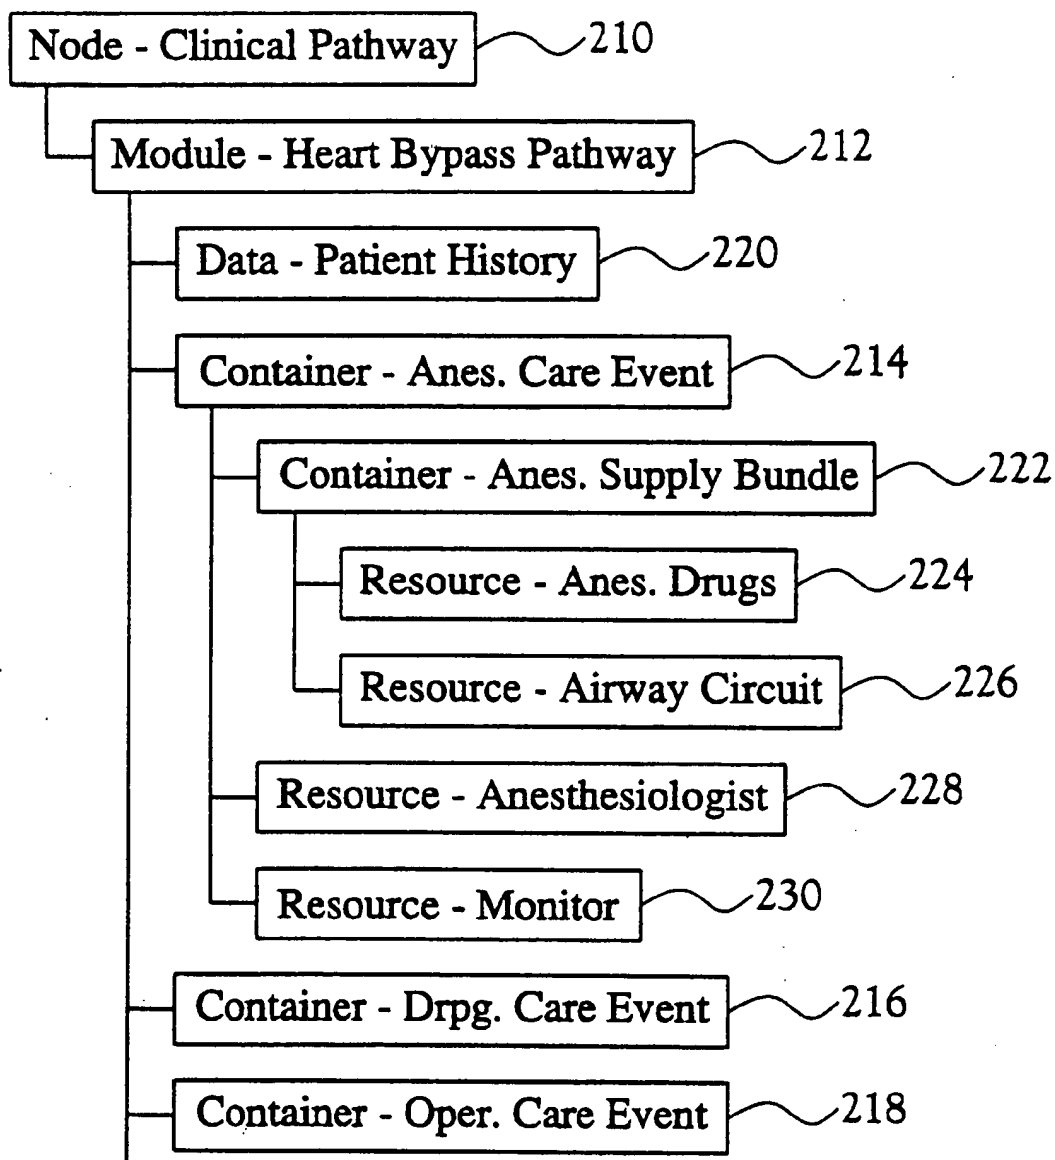 Node - Clinical Pathway 210
Module - Heart Bypass Pathway 212
Data - Patient History 220
Container - Anes. Care Event 214
Container - Anes. Supply Bundle 222
Resource - Anes. Drugs 224
Resource - Airway Circuit 226
Resource - Anesthesiologist 228
Resource - Monitor 230
Container - Drpg. Care Event 216
Container - Oper. Care Event 218